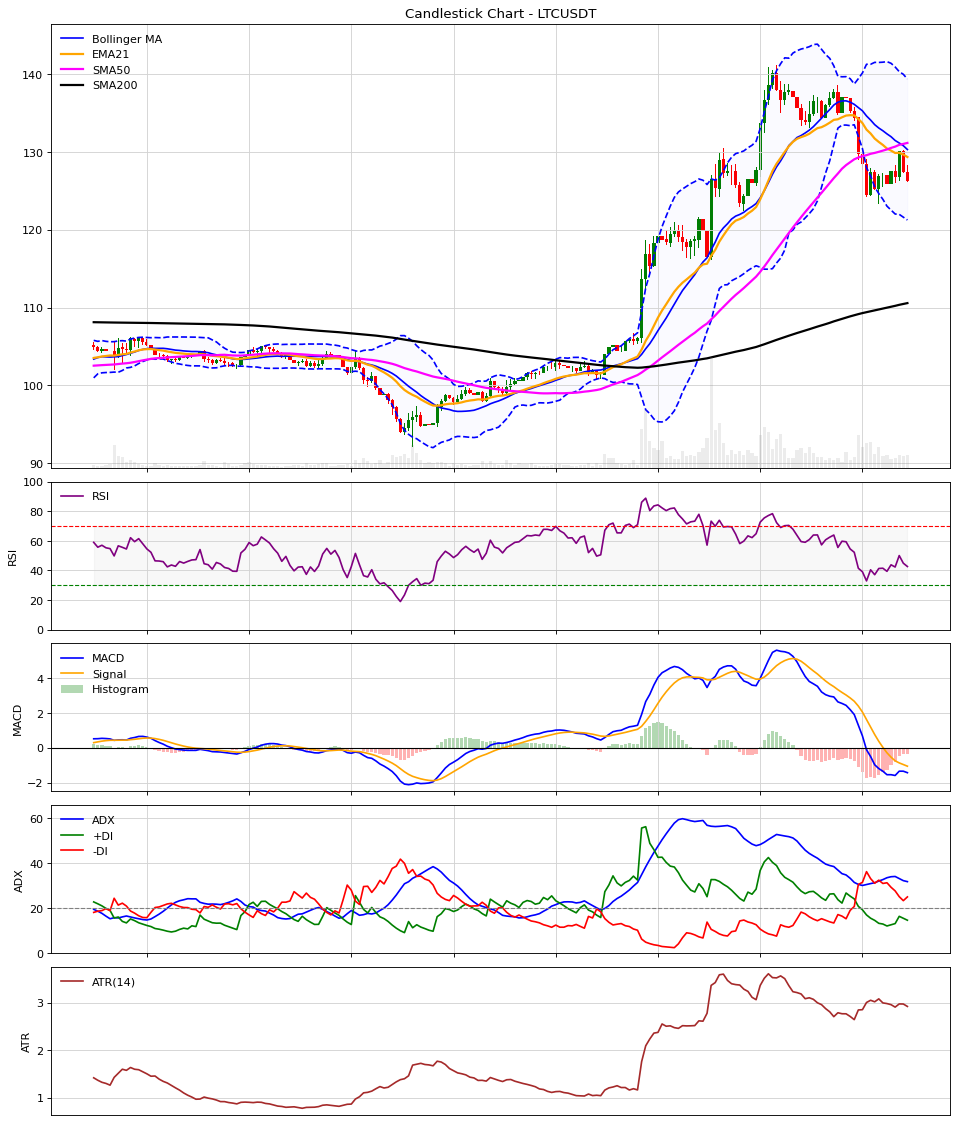 Candlestick Chart - LTCUSDT
Bollinger MA
EMA21
SMA50
SMA200
140
130
120
110
100
90
RSI
100
80
60
40
20
0
RSI
MACD
Signal
Histogram
4
2
0
−2
MACD
ADX
+DI
-DI
60
40
20
0
ADX
ATR(14)
3
2
1
ATR